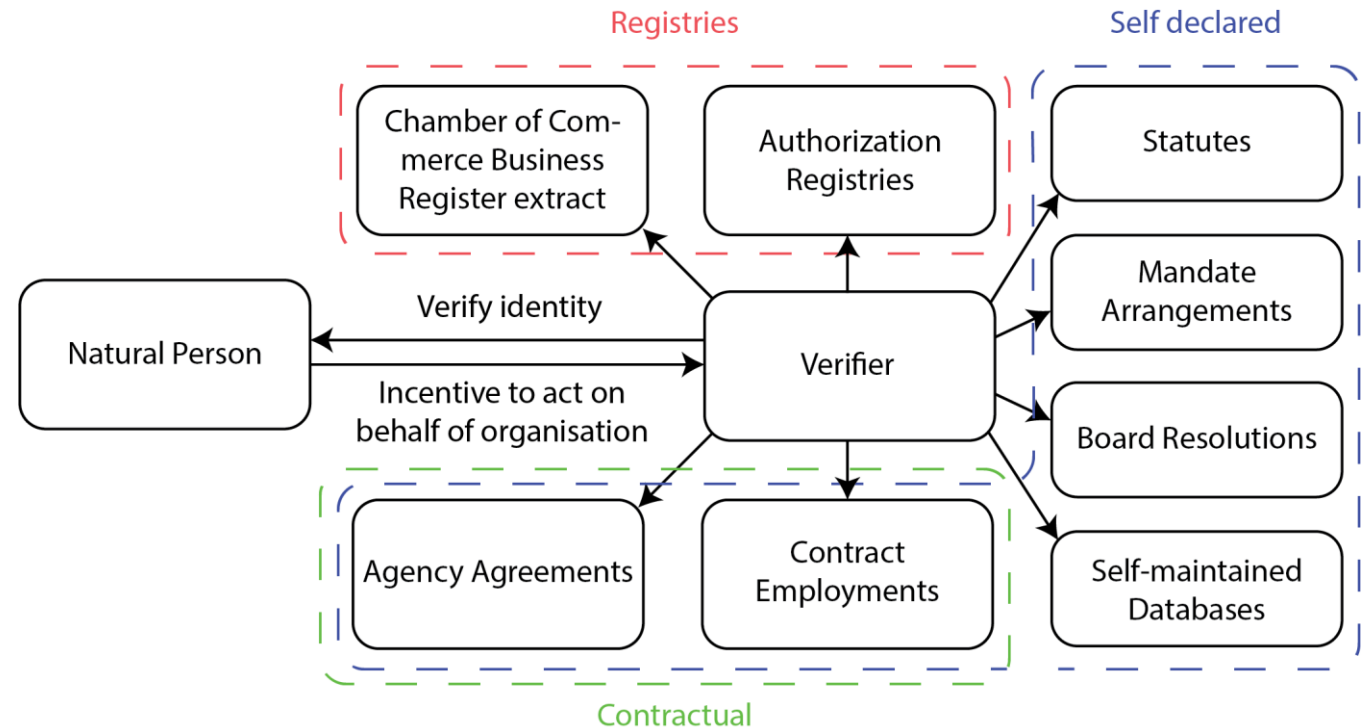 Registries
Self declared
Chamber of Com-
merce Business
Register extract
Authorization
Registries
Statutes
Mandate
Arrangements
Natural Person
Verify identity
Incentive to act on
behalf of organisation
Verifier
Board Resolutions
Agency Agreements
Contract
Employments
Self-maintained
Databases
Contractual